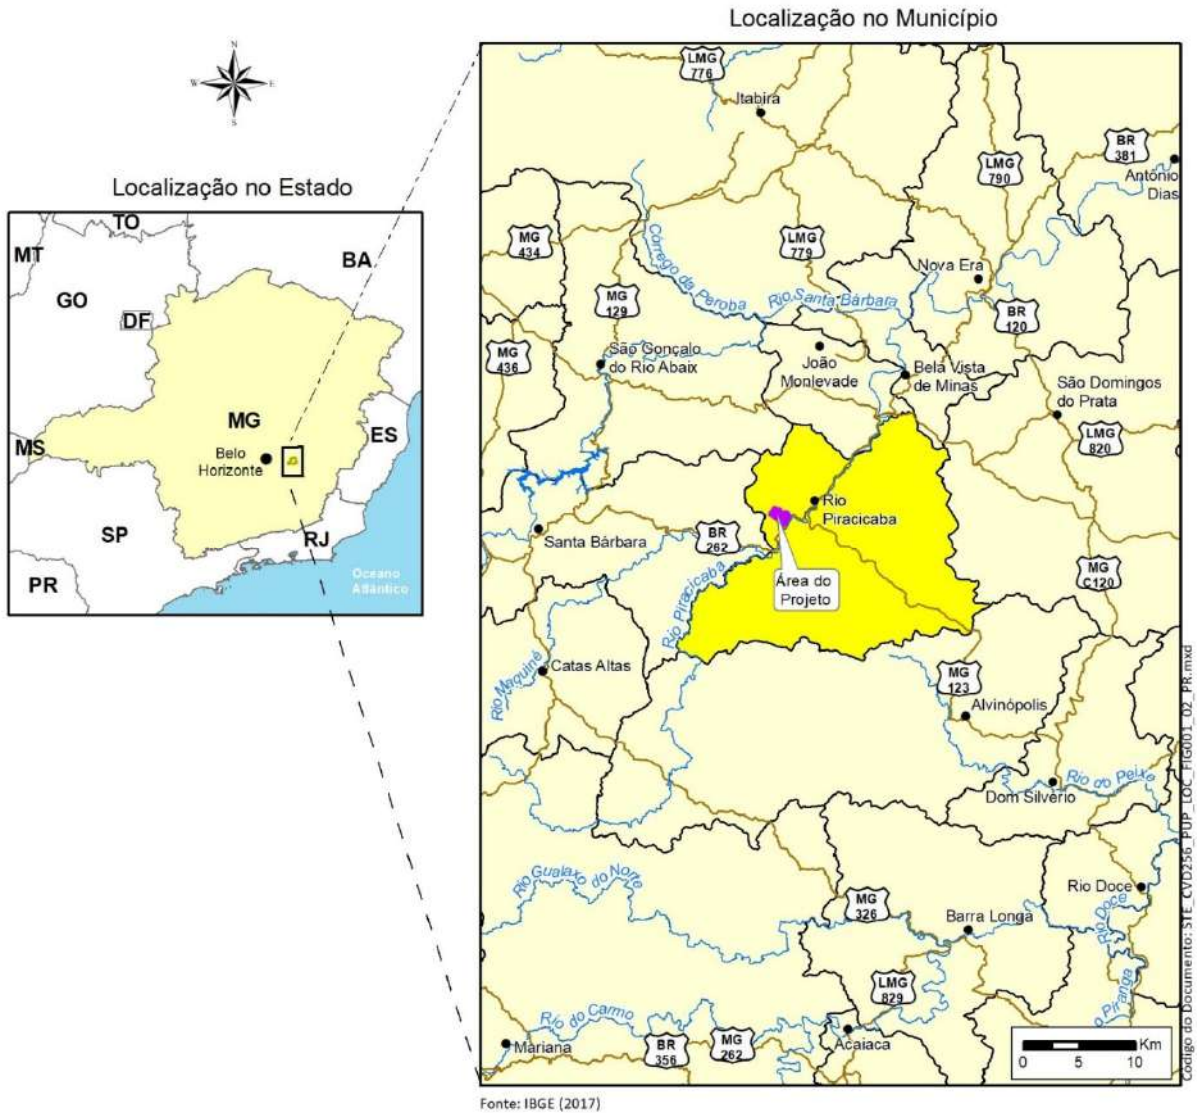 Localização no Município
N
W E
S
Localização no Estado
TO
MT
BA
GO
DF
MG
MS
Belo
Horizonte
ES
SP
RJ
PR
Oceano
Atlântico
LMG
776
Itabira
BR
381
LMG
790
Antônio
Dias
MG
434
LMG
779
Córrego da Peroba
Nova Era
MG
129
Rio Santa Bárbara
BR
120
MG
436
São Gonçalo
do Rio Abaix
João
Monlevade
Bela Vista
de Minas
São Domingos
do Prata
LMG
820
Rio
Piracicaba
Santa Bárbara
BR
262
MG
C120
Área do
Projeto
Rio Piracicaba
Rio Maquiné
Catas Altas
MG
123
Alvinópolis
Rio do Peixe
Dom Silvério
Rio Gualaxo do Norte
Rio Doce
MG
326
Barra Longa
Rio Doce
LMG
829
o Piranga
Rio do Carmo
Mariana
BR
356
MG
262
Acaiaca
Km
0 5 10
Código do Documento: STE_CVD256_PUP_LOC_FIG001_02_PR.mxd
Fonte: IBGE (2017)